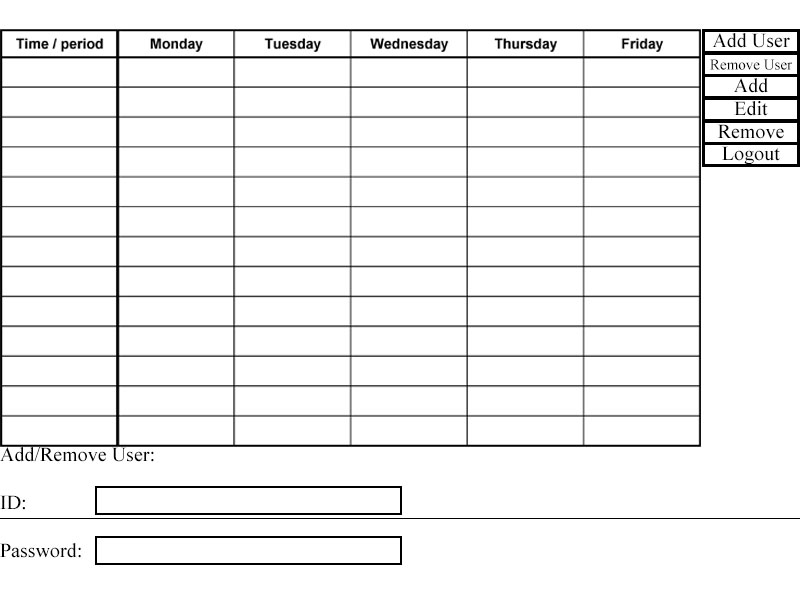 Time / period Monday Tuesday Wednesday Thursday Friday
Add User
Remove User
Add
Edit
Remove
Logout
Add/Remove User:
ID:
Password: